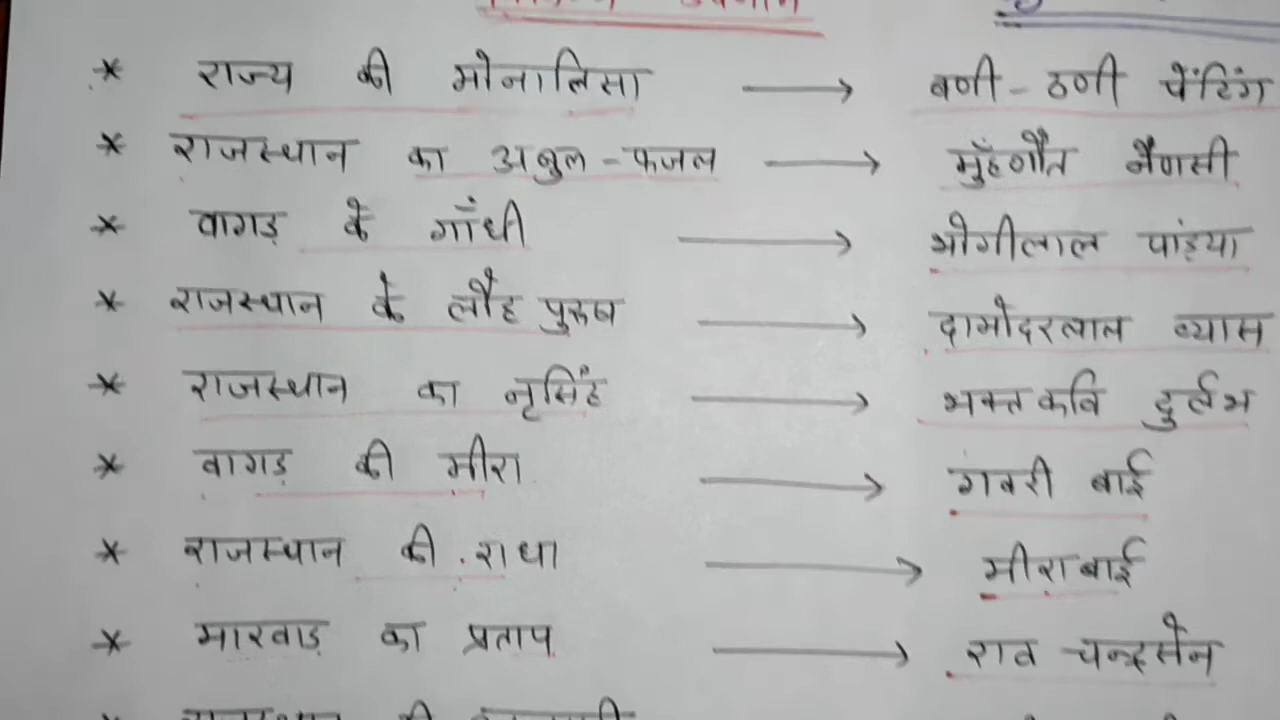 * राज्य की मोनालिसा → बणी - ठणी पेंटिंग
* राजस्थान का अबुल - फजल → मुँहणौत नैणसी
* वागड़ के गाँधी → भोगीलाल पांड्या
* राजस्थान के लौह पुरुष → दामोदरलाल व्यास
* राजस्थान का नृसिंह → भक्त कवि दुर्लभ
* वागड़ की मीरा → गवरी बाई
* राजस्थान की राधा → मीराबाई
* मारवाड़ का प्रताप → राव चन्द्रसेन